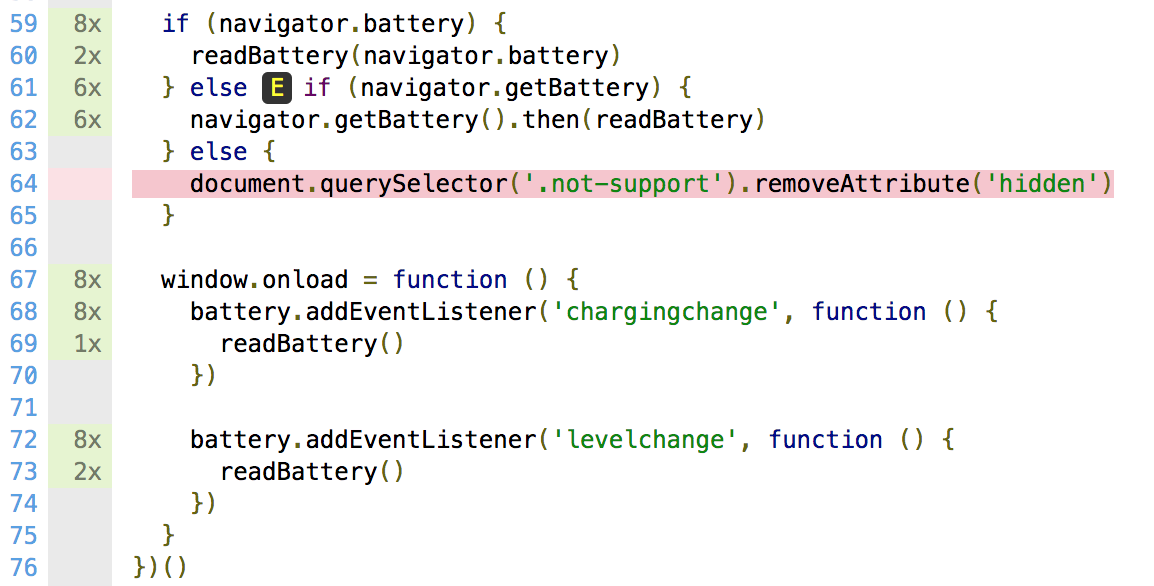 59 8x if (navigator.battery) {
60 2x readBattery(navigator.battery)
61 6x } else E if (navigator.getBattery) {
62 6x navigator.getBattery().then(readBattery)
63 } else {
64 document.querySelector('.not-support').removeAttribute('hidden')
65 }
66
67 8x window.onload = function () {
68 8x battery.addEventListener('chargingchange', function () {
69 1x readBattery()
70 })
71
72 8x battery.addEventListener('levelchange', function () {
73 2x readBattery()
74 })
75 }
76 })()